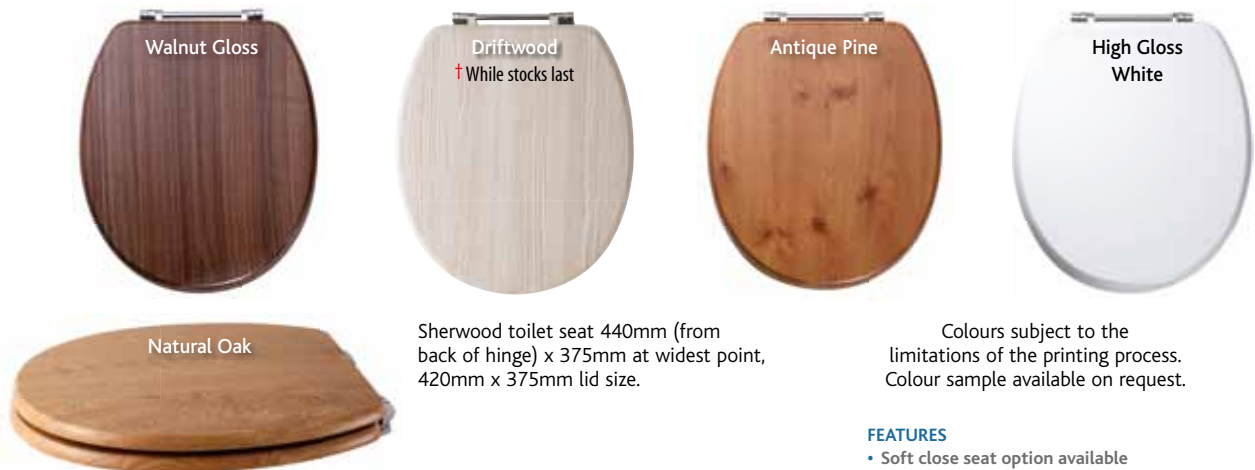 Walnut Gloss
Driftwood
† While stocks last
Antique Pine
High Gloss
White
Natural Oak
Sherwood toilet seat 440mm (from
back of hinge) x 375mm at widest point,
420mm x 375mm lid size.
Colours subject to the
limitations of the printing process.
Colour sample available on request.
FEATURES
• Soft close seat option available